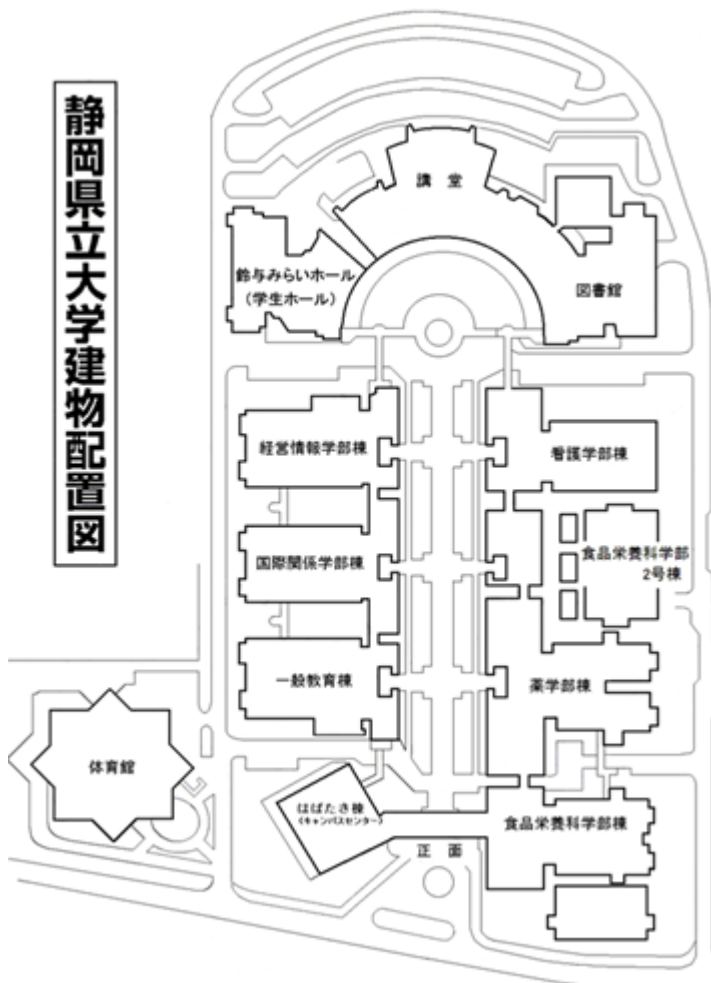 静岡県立大学建物配置図
講堂
鈴与みらいホール
(学生ホール)
図書館
経営情報学部棟
看護学部棟
国際関係学部棟
食品栄養科学部
2号棟
一般教育棟
薬学部棟
体育館
はばたき棟
(キャンパスセンター)
食品栄養科学部棟
正面